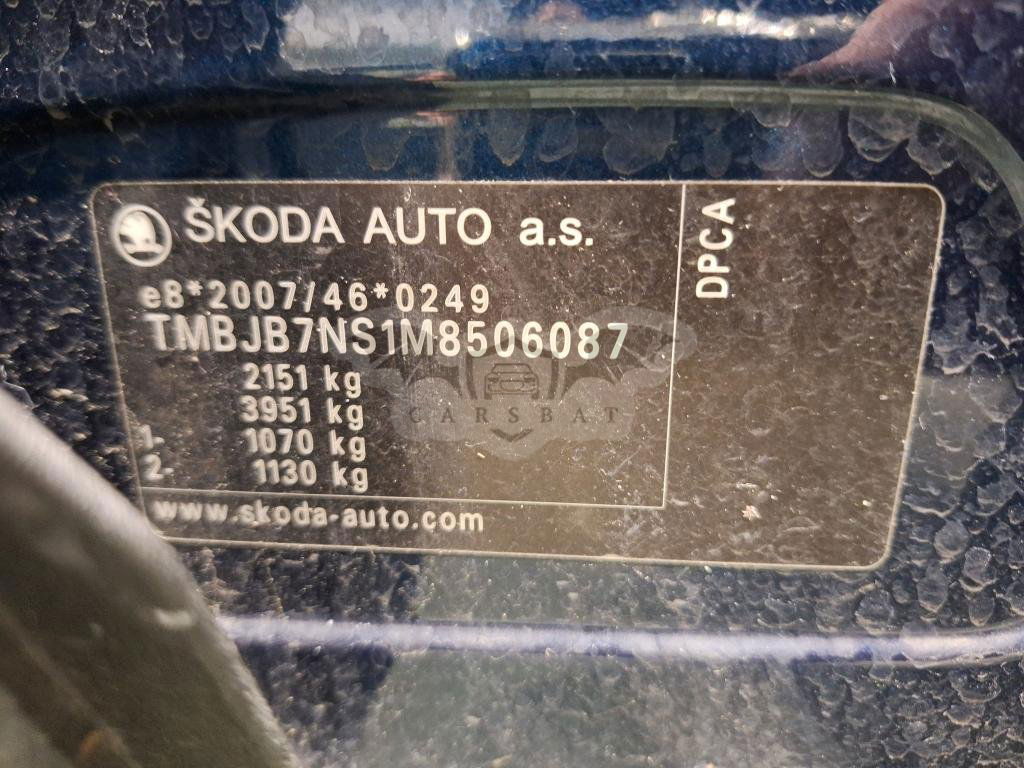 ŠKODA AUTO a.s.
e8*2007/46*0249
TMBJB7NS1M8506087
2151 kg
3951 kg
1- 1070 kg
2- 1130 kg
www.skoda-auto.com
DPCA
CARSBAT